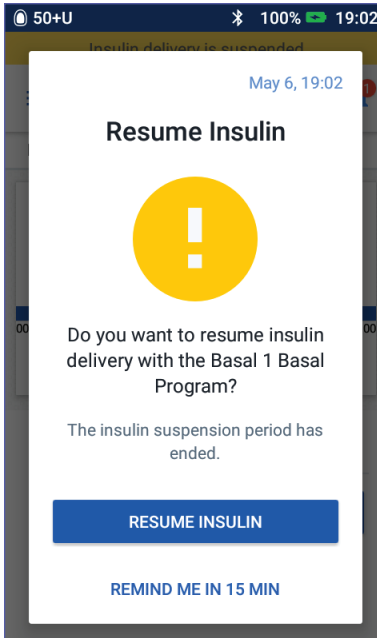 50+U 100% 19:02
Insulin delivery is suspended
May 6, 19:02
1
Resume Insulin
!
Do you want to resume insulin
delivery with the Basal 1 Basal
Program?
The insulin suspension period has
ended.
RESUME INSULIN
REMIND ME IN 15 MIN